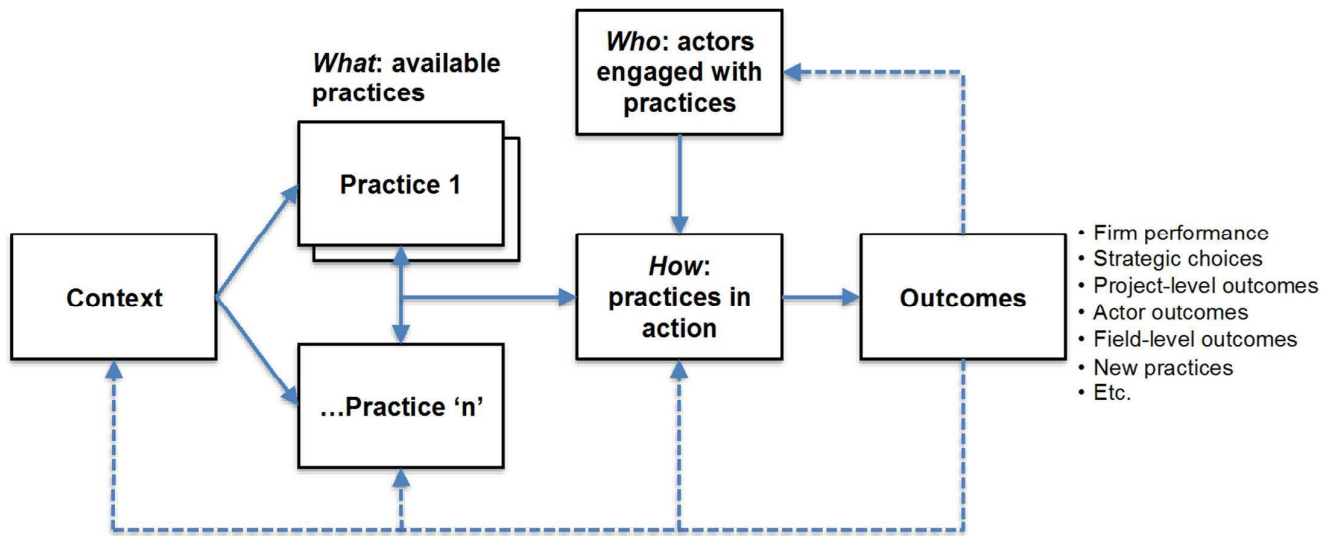 What: available
practices
Who: actors
engaged with
practices
Practice 1
Context
How:
practices in
action
Outcomes
• Firm performance
• Strategic choices
• Project-level outcomes
• Actor outcomes
• Field-level outcomes
• New practices
• Etc.
…Practice ‘n’